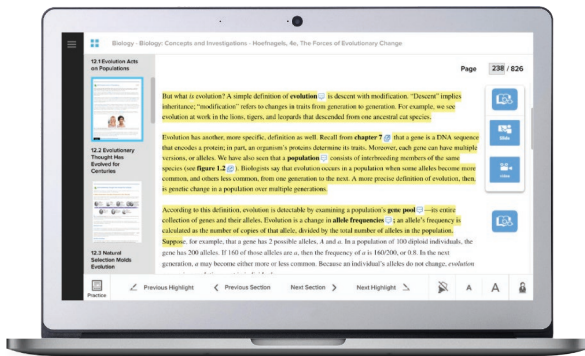 Biology - Biology: Concepts and Investigations - Hoefnagels, 4e, The Forces of Evolutionary Change
12.1 Evolution Acts
on Populations
12.2 Evolutionary
Thought Has
Evolved for
Centuries
12.3 Natural
Selection Molds
Evolution
Page 238 / 826
But what is evolution? A simple definition of evolution is descent with modification. “Descent” implies
inheritance; “modification” refers to changes in traits from generation to generation. For example, we see
evolution at work in the lions, tigers, and leopards that descended from one ancestral cat species.
Evolution has another, more specific, definition as well. Recall from chapter 7 that a gene is a DNA sequence
that encodes a protein; in part, an organism's proteins determine its traits. Moreover, each gene can have multiple
versions, or alleles. We have also seen that a population consists of interbreeding members of the same
species (see figure 1.2). Biologists say that evolution occurs in a population when some alleles become more
common, and others less common, from one generation to the next. A more precise definition of evolution, then,
is genetic change in a population over multiple generations.
According to this definition, evolution is detectable by examining a population's gene pool—its entire
collection of genes and their alleles. Evolution is a change in allele frequencies; an allele's frequency is
calculated as the number of copies of that allele, divided by the total number of alleles in the population.
Suppose, for example, that a gene has 2 possible alleles, A and a. In a population of 100 diploid individuals, the
gene has 200 alleles. If 160 of those alleles are a, then the frequency of a is 160/200, or 0.8. In the next
generation, a may become either more or less common. Because an individual's alleles do not change, evolution
Slide
Practice
Previous Highlight
Previous Section
Next Section
Next Highlight
A
A